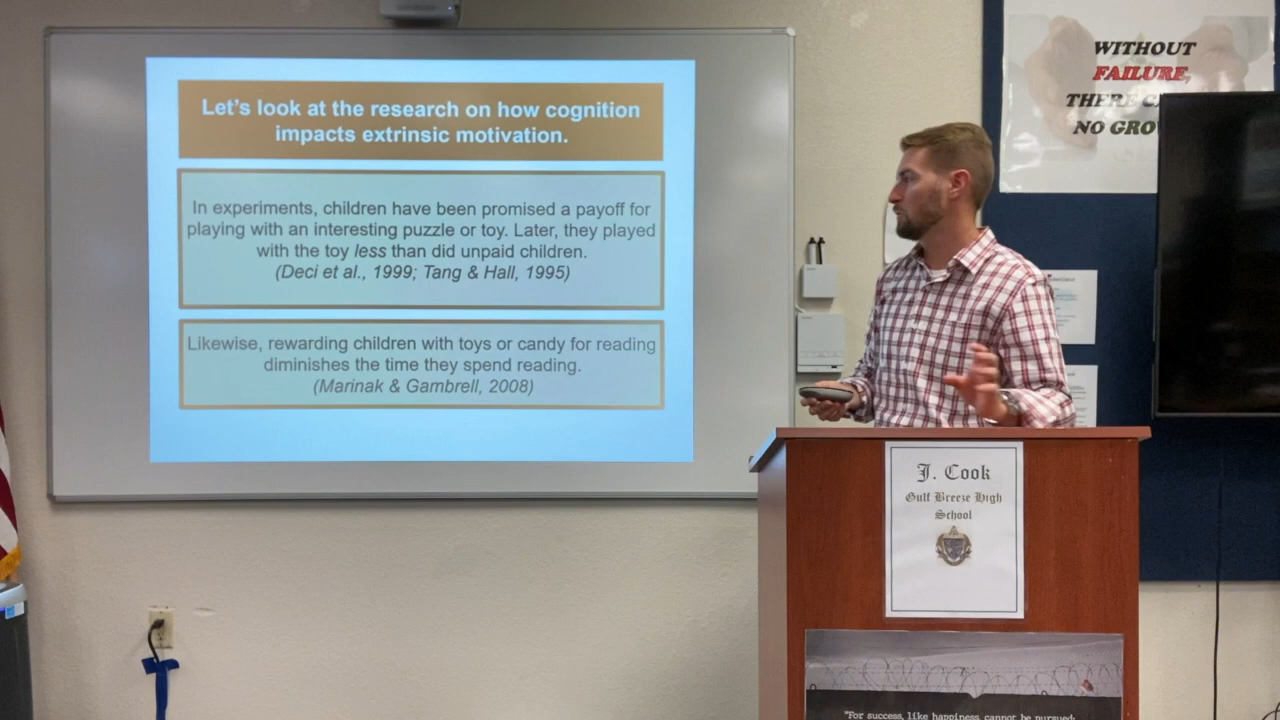 Let's look at the research on how cognition
impacts extrinsic motivation.
In experiments, children have been promised a payoff for
playing with an interesting puzzle or toy. Later, they played
with the toy less than did unpaid children.
(Deci et al., 1999; Tang & Hall, 1995)
Likewise, rewarding children with toys or candy for reading
diminishes the time they spend reading.
(Marinak & Gambrell, 2008)
WITHOUT
FAILURE,
THERE
NO
J. Cook
Gulf Breeze High
School
"For success, like happiness, cannot be pursued;